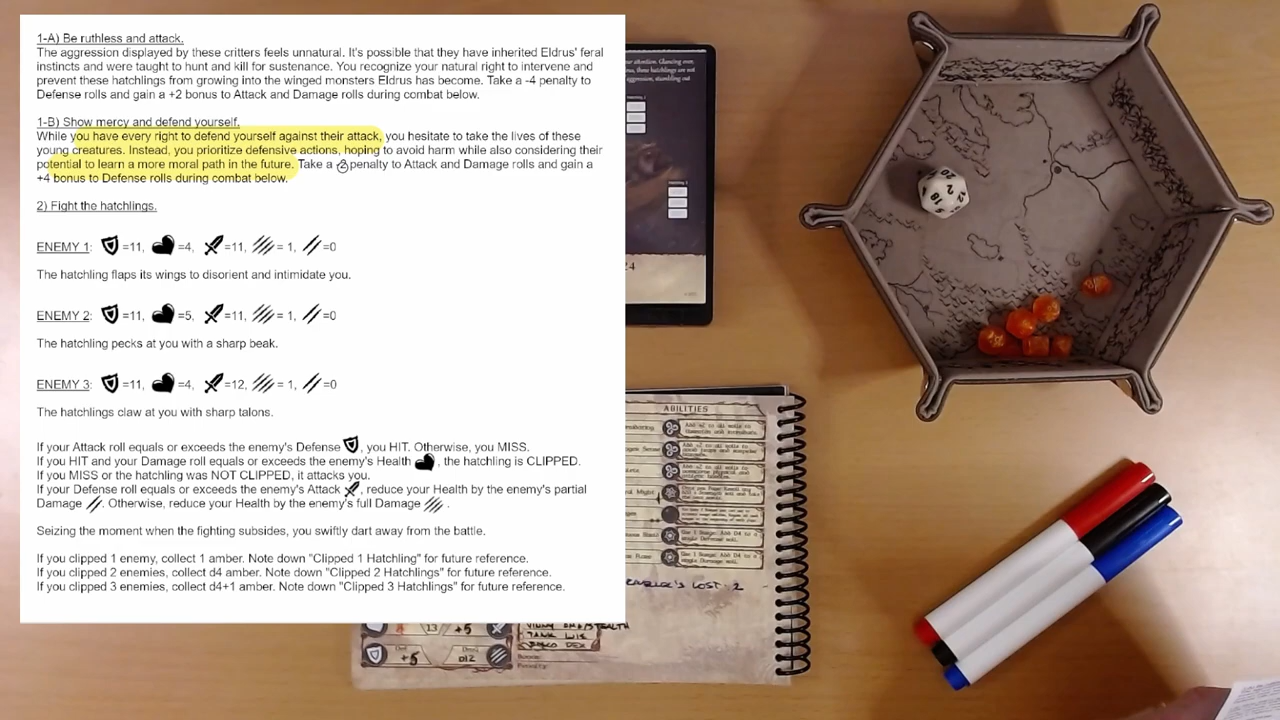 1-A) Be ruthless and attack.
The aggression displayed by these critters feels unnatural. It's possible that they have inherited Eldrus' feral
instincts and were taught to hunt and kill for sustenance. You recognize your natural right to intervene and
prevent these hatchlings from growing into the winged monsters Eldrus has become. Take a -4 penalty to
Defense rolls and gain a +2 bonus to Attack and Damage rolls during combat below.
1-B) Show mercy and defend yourself.
While you have every right to defend yourself against their attack, you hesitate to take the lives of these
young creatures. Instead, you prioritize defensive actions, hoping to avoid harm while also considering their
potential to learn a more moral path in the future. Take a -2 penalty to Attack and Damage rolls and gain a
+4 bonus to Defense rolls during combat below.
2) Fight the hatchlings.
ENEMY 1: =11, =4, =11, = 1, =0
The hatchling flaps its wings to disorient and intimidate you.
ENEMY 2: =11, =5, =11, = 1, =0
The hatchling pecks at you with a sharp beak.
ENEMY 3: =11, =4, =12, = 1, =0
The hatchlings claw at you with sharp talons.
If your Attack roll equals or exceeds the enemy's Defense , you HIT. Otherwise, you MISS.
If you HIT and your Damage roll equals or exceeds the enemy's Health , the hatchling is CLIPPED.
If you MISS or the hatchling was NOT CLIPPED, it attacks you.
If your Defense roll equals or exceeds the enemy's Attack , reduce your Health by the enemy's partial
Damage . Otherwise, reduce your Health by the enemy's full Damage .
Seizing the moment when the fighting subsides, you swiftly dart away from the battle.
If you clipped 1 enemy, collect 1 amber. Note down "Clipped 1 Hatchling" for future reference.
If you clipped 2 enemies, collect d4 amber. Note down "Clipped 2 Hatchlings" for future reference.
If you clipped 3 enemies, collect d4+1 amber. Note down "Clipped 3 Hatchlings" for future reference.
ABILITIES
LOST: 2
13 +5
+5 D12